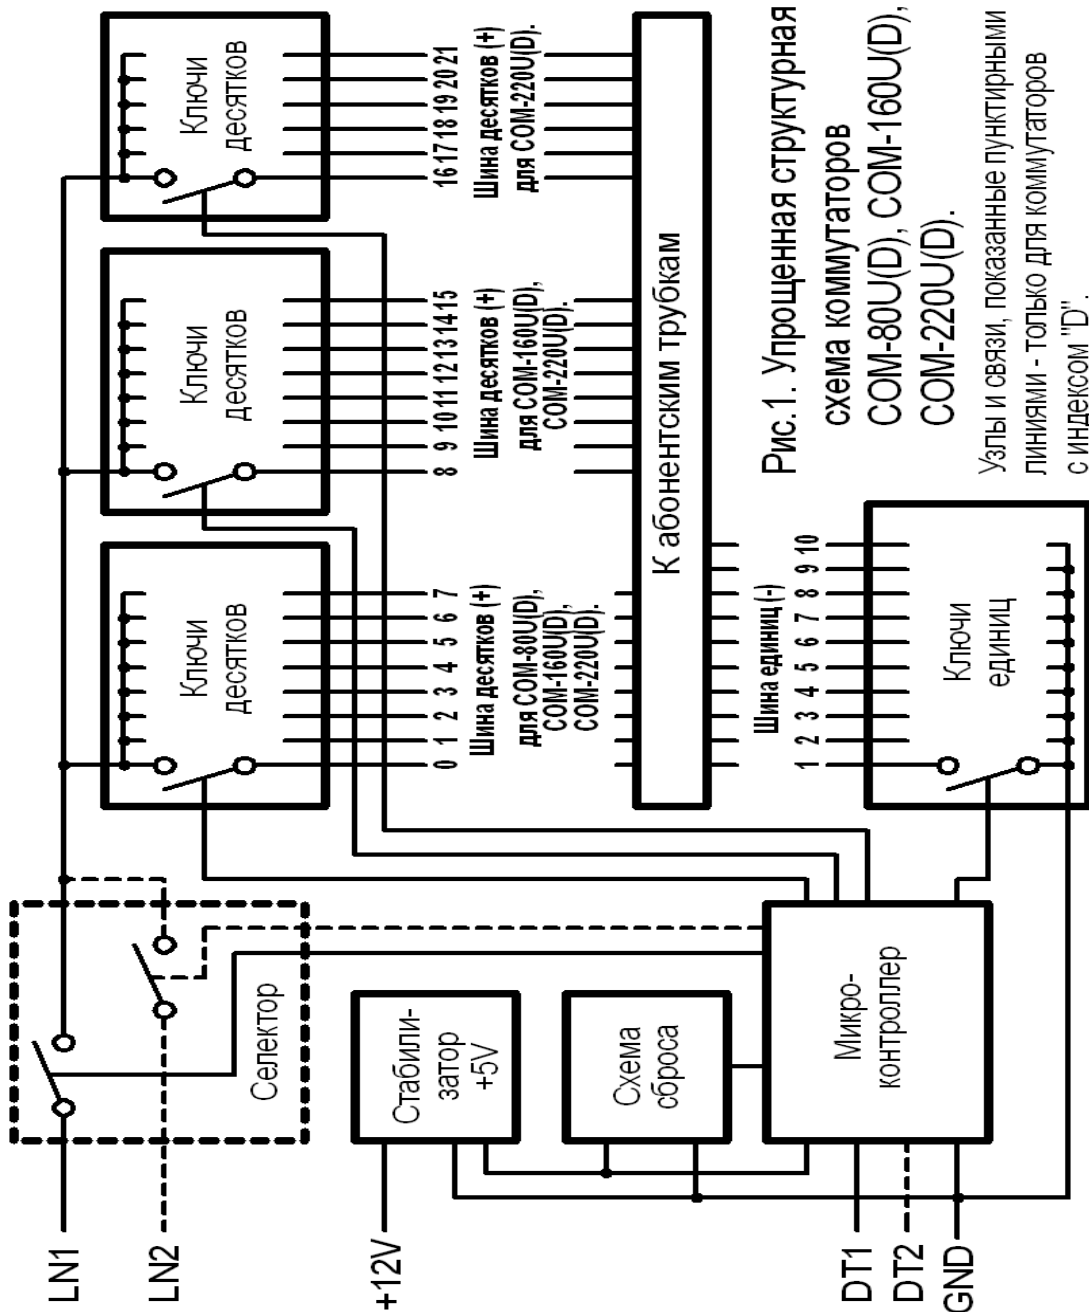 LN1
LN2
+12V
DT1
DT2
GND
Селектор
Стабили-
затор
+5V
Схема
сброса
Микро-
контроллер
Ключи
десятков
0 1 2 3 4 5 6 7
Шина десятков (+)
для COM-80U(D),
COM-160U(D),
COM-220U(D).
Ключи
десятков
8 9 10 11 12 13 14 15
Шина десятков (+)
для COM-160U(D),
COM-220U(D).
Ключи
десятков
16 17 18 19 20 21
Шина десятков (+)
для COM-220U(D).
К абонентским трубкам
Шина единиц (-)
1 2 3 4 5 6 7 8 9 10
Ключи
единиц
Рис.1. Упрощенная структурная
схема коммутаторов
COM-80U(D), COM-160U(D),
COM-220U(D).
Узлы и связи, показанные пунктирными
линиями - только для коммутаторов
с индексом "D".